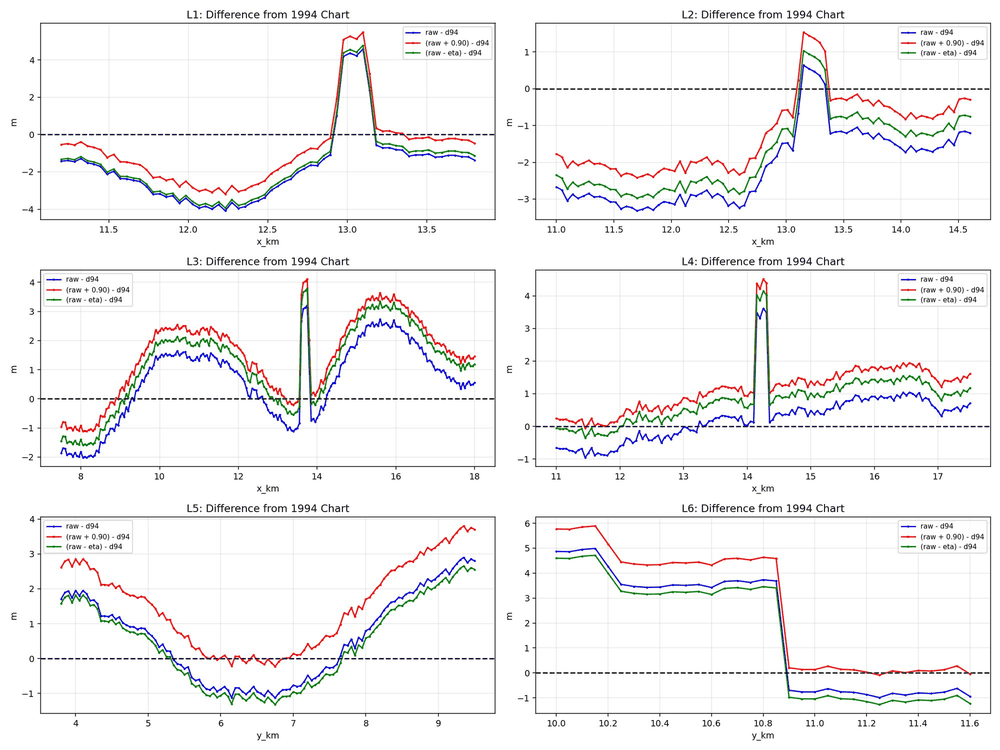 L1: Difference from 1994 Chart
raw - d94
(raw + 0.90) - d94
(raw - eta) - d94
m
4
2
0
−2
−4
11.5
12.0
12.5
13.0
13.5
x_km
L2: Difference from 1994 Chart
raw - d94
(raw + 0.90) - d94
(raw - eta) - d94
m
1
0
−1
−2
−3
11.0
11.5
12.0
12.5
13.0
13.5
14.0
14.5
x_km
L3: Difference from 1994 Chart
raw - d94
(raw + 0.90) - d94
(raw - eta) - d94
m
4
3
2
1
0
−1
−2
8
10
12
14
16
18
x_km
L4: Difference from 1994 Chart
raw - d94
(raw + 0.90) - d94
(raw - eta) - d94
m
4
3
2
1
0
−1
11
12
13
14
15
16
17
x_km
L5: Difference from 1994 Chart
raw - d94
(raw + 0.90) - d94
(raw - eta) - d94
m
4
3
2
1
0
−1
4
5
6
7
8
9
y_km
L6: Difference from 1994 Chart
raw - d94
(raw + 0.90) - d94
(raw - eta) - d94
m
6
5
4
3
2
1
0
−1
10.0
10.2
10.4
10.6
10.8
11.0
11.2
11.4
11.6
y_km